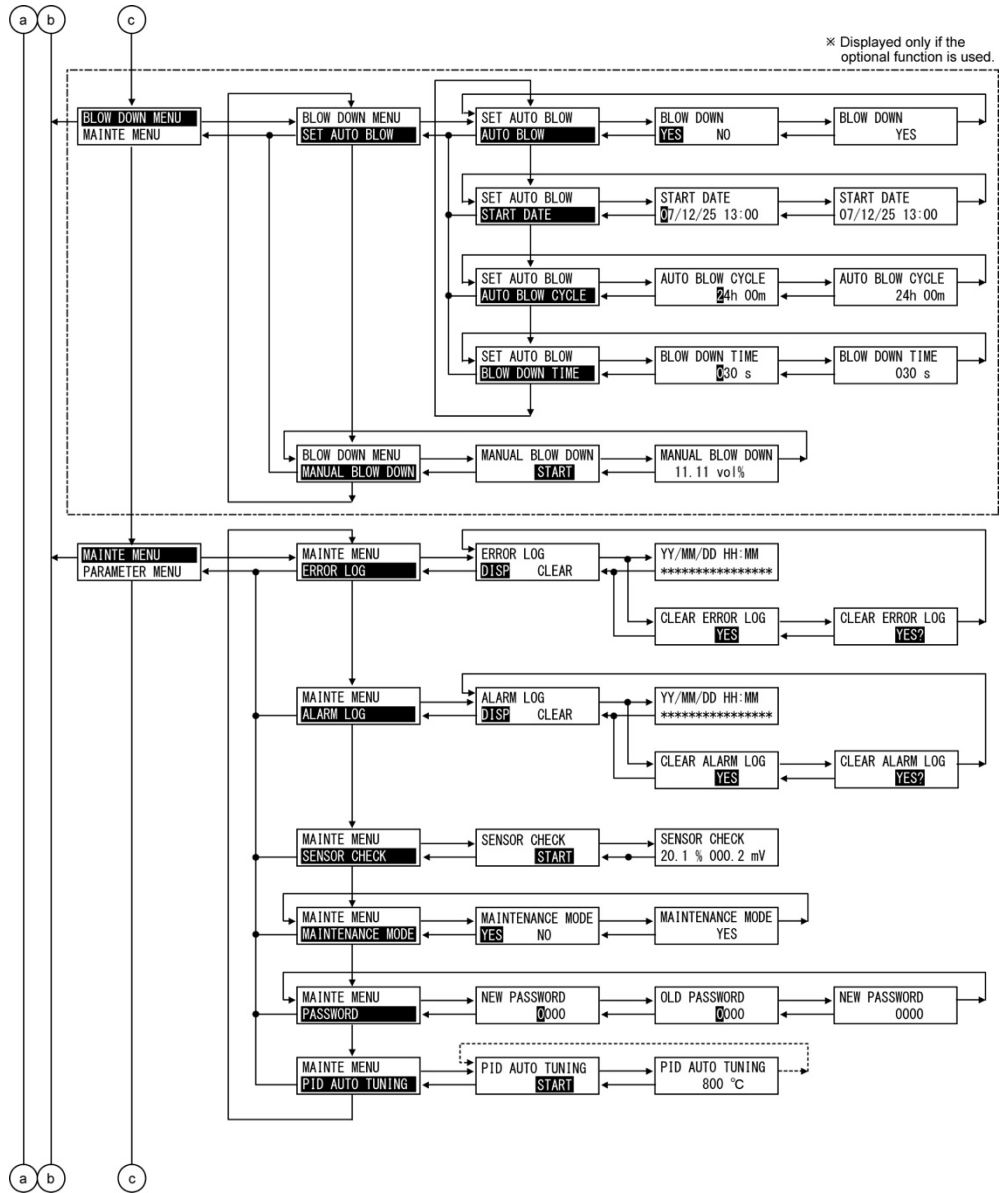 a b c
※ Displayed only if the
optional function is used.
BLOW DOWN MENU
MAINTE MENU
BLOW DOWN MENU
SET AUTO BLOW
SET AUTO BLOW
AUTO BLOW
BLOW DOWN
YES NO
BLOW DOWN
YES
SET AUTO BLOW
START DATE
START DATE
07/12/25 13:00
START DATE
07/12/25 13:00
SET AUTO BLOW
AUTO BLOW CYCLE
AUTO BLOW CYCLE
24h 00m
AUTO BLOW CYCLE
24h 00m
SET AUTO BLOW
BLOW DOWN TIME
BLOW DOWN TIME
030 s
BLOW DOWN TIME
030 s
BLOW DOWN MENU
MANUAL BLOW DOWN
MANUAL BLOW DOWN
START
MANUAL BLOW DOWN
11.11 vol%
MAINTE MENU
PARAMETER MENU
MAINTE MENU
ERROR LOG
ERROR LOG
DISP CLEAR
YY/MM/DD HH:MM
****************
CLEAR ERROR LOG
YES
CLEAR ERROR LOG
YES?
MAINTE MENU
ALARM LOG
ALARM LOG
DISP CLEAR
YY/MM/DD HH:MM
****************
CLEAR ALARM LOG
YES
CLEAR ALARM LOG
YES?
MAINTE MENU
SENSOR CHECK
SENSOR CHECK
START
SENSOR CHECK
20.1 % 000.2 mV
MAINTE MENU
MAINTENANCE MODE
MAINTENANCE MODE
YES NO
MAINTENANCE MODE
YES
MAINTE MENU
PASSWORD
NEW PASSWORD
0000
OLD PASSWORD
0000
NEW PASSWORD
0000
MAINTE MENU
PID AUTO TUNING
PID AUTO TUNING
START
PID AUTO TUNING
800 °C
a b c